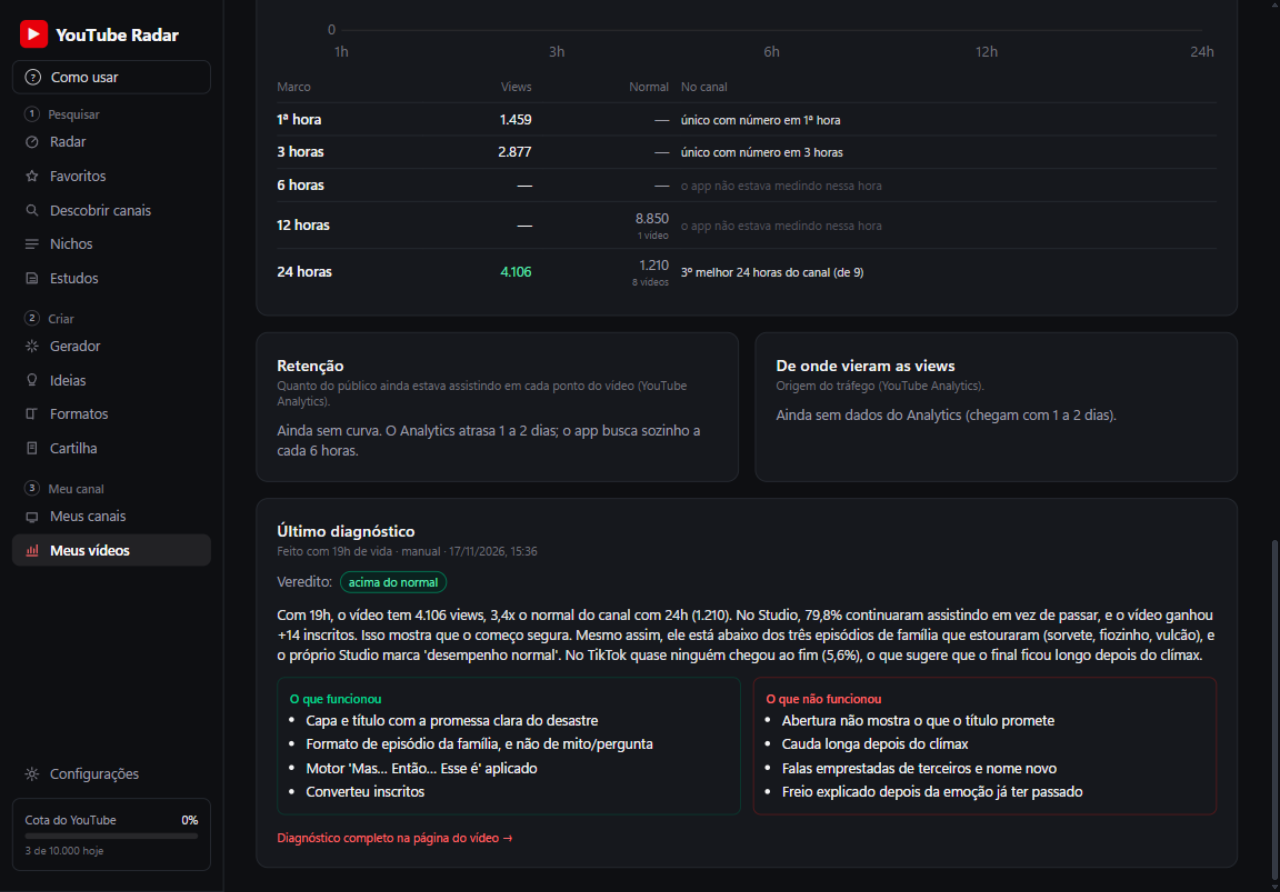 YouTube Radar
Como usar
1 Pesquisar
Radar
Favoritos
Descobrir canais
Nichos
Estudos
2 Criar
Gerador
Ideias
Formatos
Cartilha
3 Meu canal
Meus canais
Meus vídeos
Configurações
Cota do YouTube 0%
3 de 10.000 hoje
0
1h 3h 6h 12h 24h
Marco Views Normal No canal
1ª hora 1.459 — único com número em 1ª hora
3 horas 2.877 — único com número em 3 horas
6 horas — — o app não estava medindo nessa hora
12 horas — 8.850 o app não estava medindo nessa hora
1 vídeo
24 horas 4.106 1.210 3º melhor 24 horas do canal (de 9)
8 vídeos
Retenção
Quanto do público ainda estava assistindo em cada ponto do vídeo (YouTube
Analytics).
Ainda sem curva. O Analytics atrasa 1 a 2 dias; o app busca sozinho a
cada 6 horas.
De onde vieram as views
Origem do tráfego (YouTube Analytics).
Ainda sem dados do Analytics (chegam com 1 a 2 dias).
Último diagnóstico
Feito com 19h de vida · manual · 17/11/2026, 15:36
Veredito: acima do normal
Com 19h, o vídeo tem 4.106 views, 3,4x o normal do canal com 24h (1.210). No Studio, 79,8% continuaram assistindo em vez de passar, e o vídeo ganhou
+14 inscritos. Isso mostra que o começo segura. Mesmo assim, ele está abaixo dos três episódios de família que estouraram (sorvete, fiozinho, vulcão), e
o próprio Studio marca 'desempenho normal'. No TikTok quase ninguém chegou ao fim (5,6%), o que sugere que o final ficou longo depois do clímax.
O que funcionou
• Capa e título com a promessa clara do desastre
• Formato de episódio da família, e não de mito/pergunta
• Motor 'Mas... Então... Esse é' aplicado
• Converteu inscritos
O que não funcionou
• Abertura não mostra o que o título promete
• Cauda longa depois do clímax
• Falas emprestadas de terceiros e nome novo
• Freio explicado depois da emoção já ter passado
Diagnóstico completo na página do vídeo →